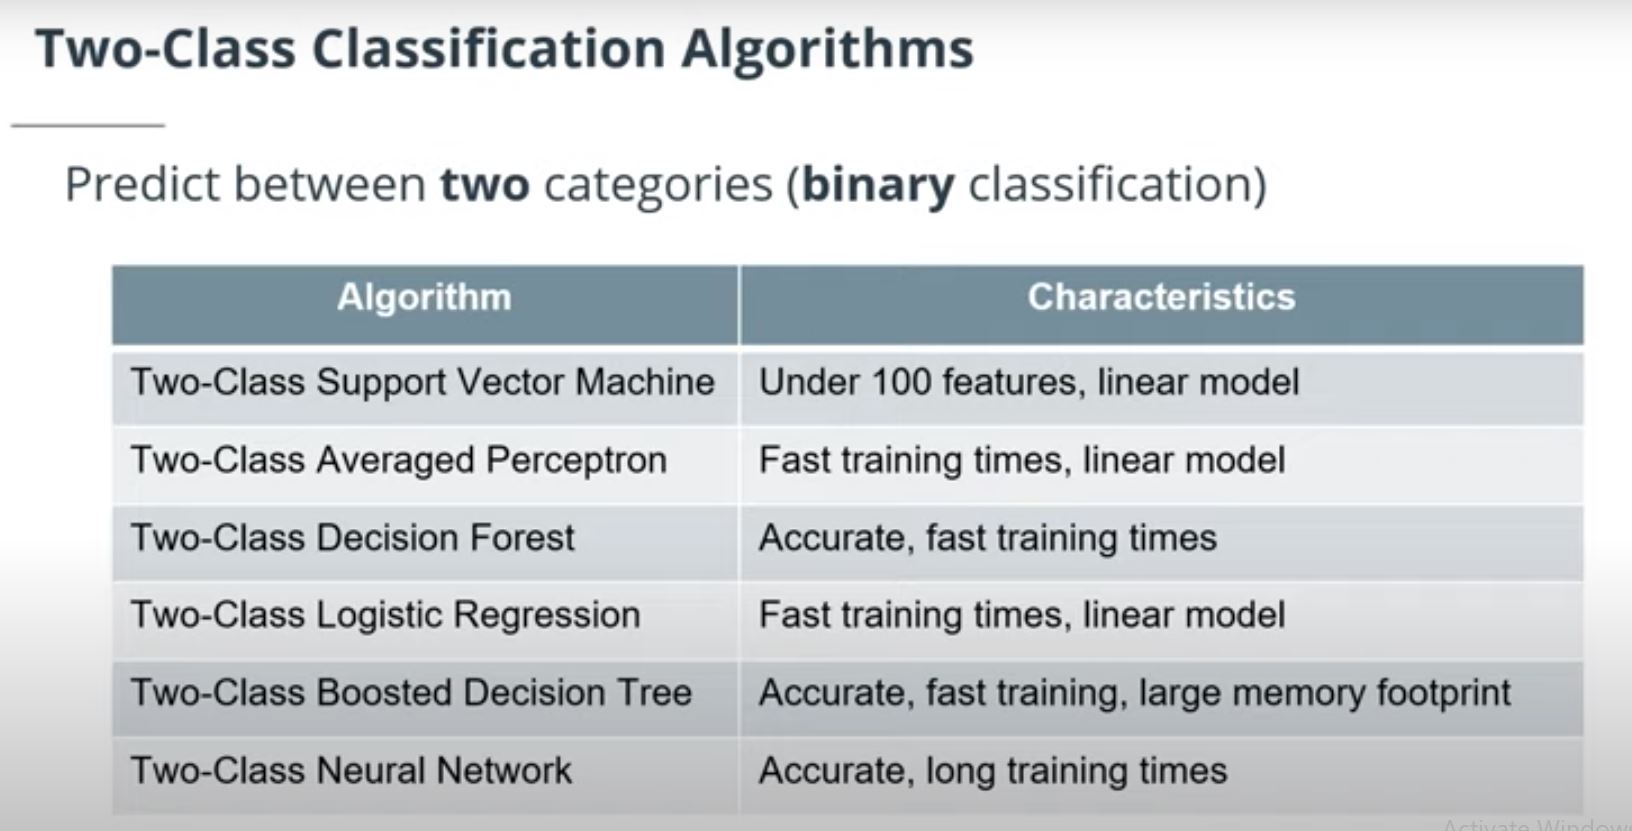 Two-Class Classification Algorithms
Predict between two categories (binary classification)
Algorithm Characteristics
Two-Class Support Vector Machine Under 100 features, linear model
Two-Class Averaged Perceptron Fast training times, linear model
Two-Class Decision Forest Accurate, fast training times
Two-Class Logistic Regression Fast training times, linear model
Two-Class Boosted Decision Tree Accurate, fast training, large memory footprint
Two-Class Neural Network Accurate, long training times